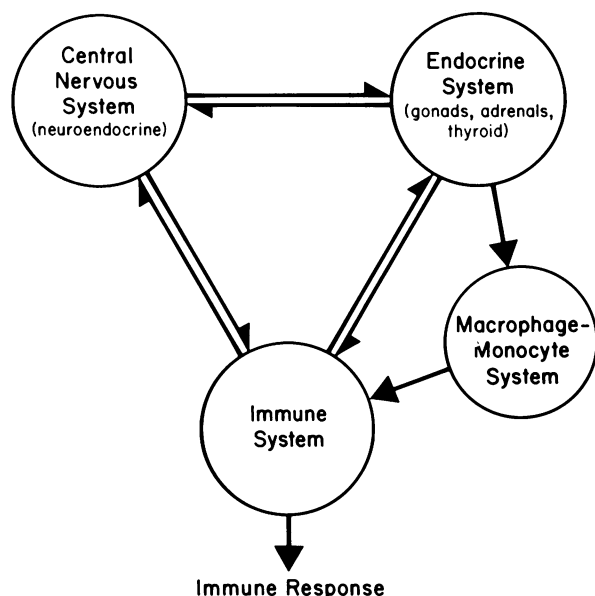 Central
Nervous
System
(neuroendocrine)
Endocrine
System
(gonads, adrenals,
thyroid)
Macrophage-
Monocyte
System
Immune
System
Immune Response